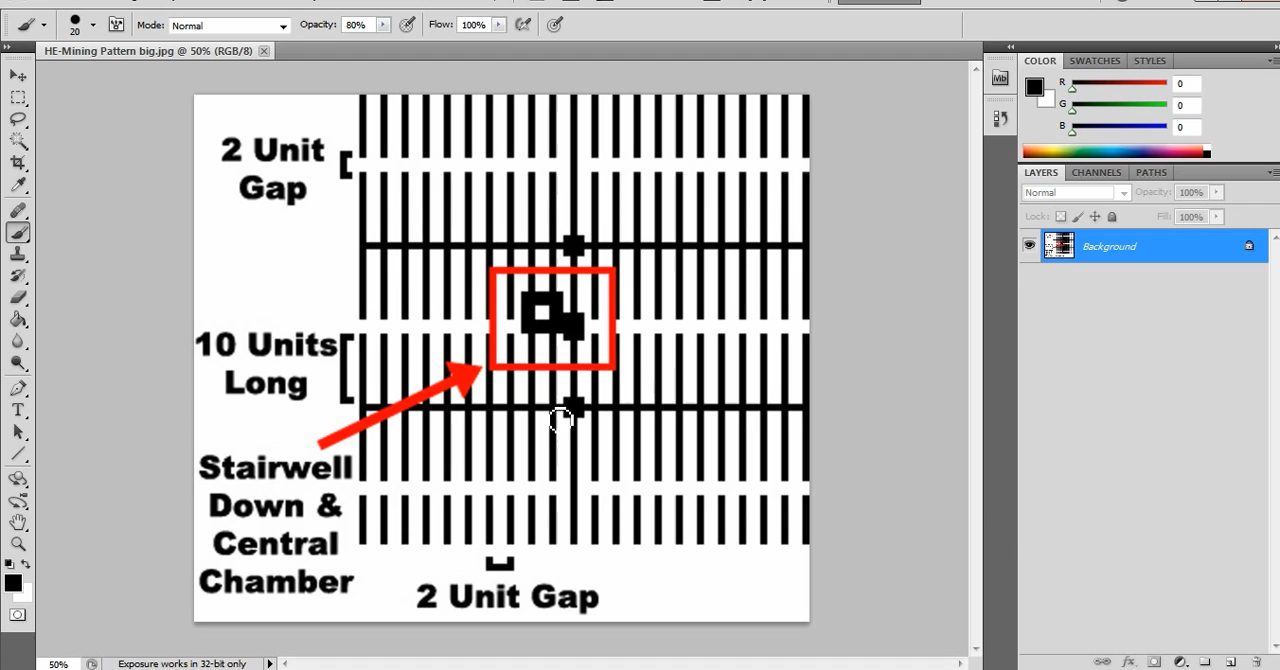 20
Mode: Normal
Opacity: 80%
Flow: 100%
HE-Mining Pattern big.jpg @ 50% (RGB/8)
COLOR SWATCHES STYLES
R 0
G 0
B 0
LAYERS CHANNELS PATHS
Normal Opacity: 100%
Lock: Fill: 100%
Background
Mb
2 Unit
Gap
10 Units
Long
Stairwell
Down &
Central
Chamber
2 Unit Gap
50% Exposure works in 32-bit only